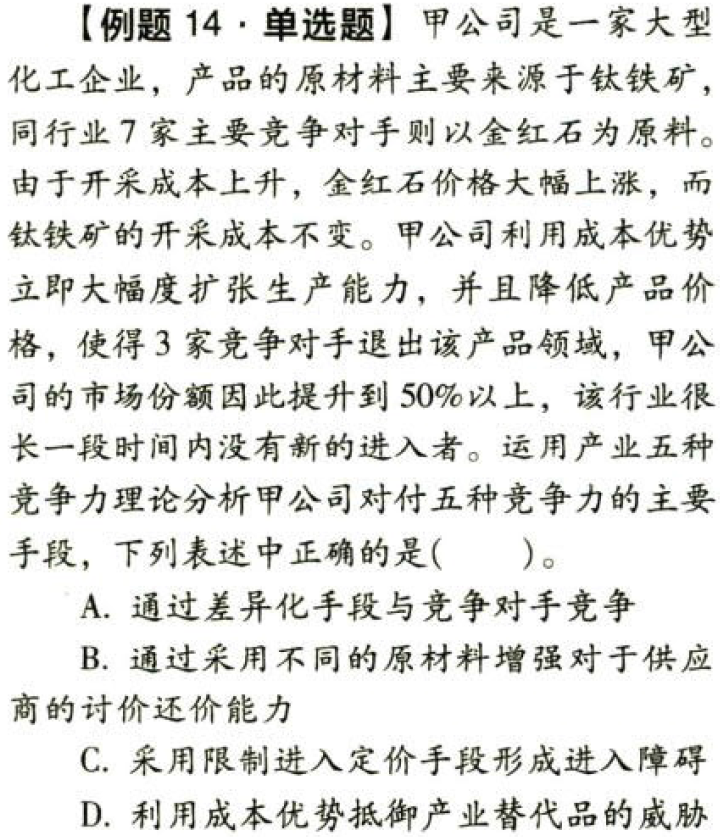 【例题 14·单选题】甲公司是一家大型
化工企业，产品的原材料主要来源于钛铁矿，
同行业 7 家主要竞争对手则以金红石为原料。
由于开采成本上升，金红石价格大幅上涨，而
钛铁矿的开采成本不变。甲公司利用成本优势
立即大幅度扩张生产能力，并且降低产品价
格，使得 3 家竞争对手退出该产品领域，甲公
司的市场份额因此提升到 50%以上，该行业很
长一段时间内没有新的进入者。运用产业五种
竞争力理论分析甲公司对付五种竞争力的主要
手段，下列表述中正确的是(　　)。
A. 通过差异化手段与竞争对手竞争
B. 通过采用不同的原材料增强对于供应
商的讨价还价能力
C. 采用限制进入定价手段形成进入障碍
D. 利用成本优势抵御产业替代品的威胁